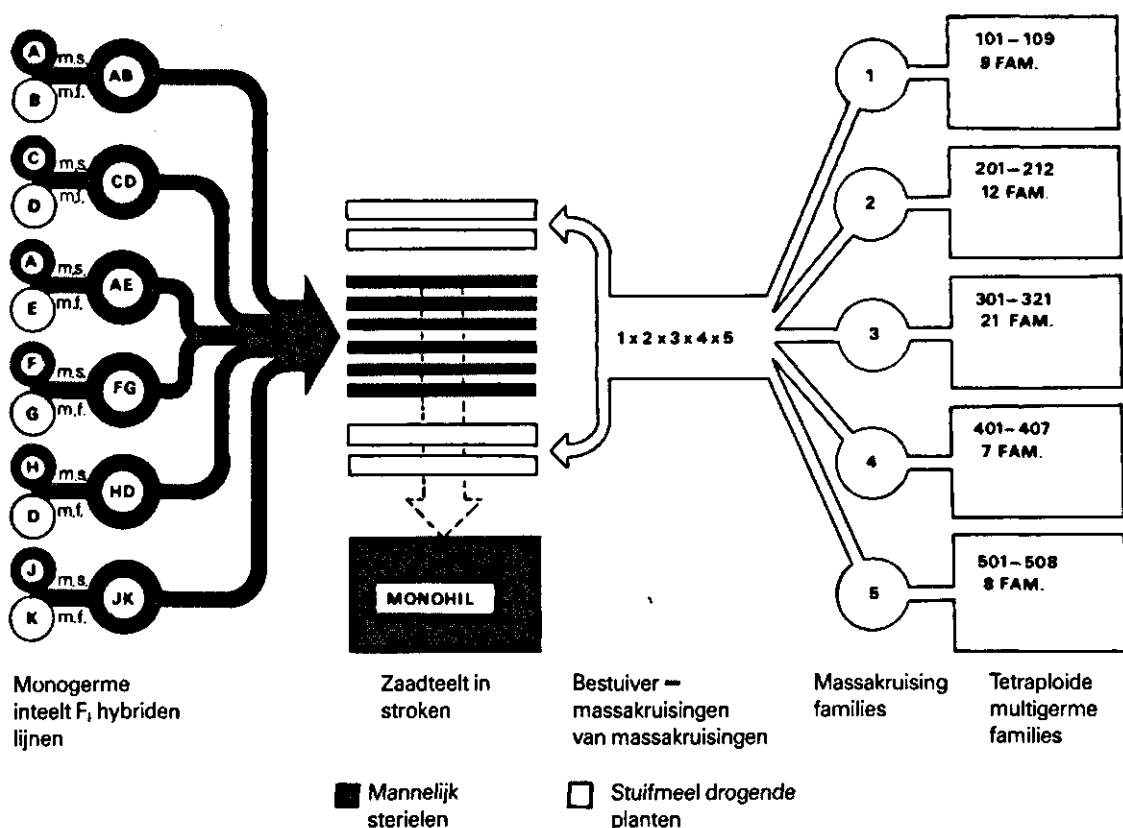 A m.s.
B m.f.
AB
C m.s.
D m.f.
CD
A m.s.
E m.f.
AE
F m.s.
G m.f.
FG
H m.s.
D m.f.
HD
J m.s.
K m.f.
JK
MONOHIL
1 x 2 x 3 x 4 x 5
1
2
3
4
5
101–109
9 FAM.
201–212
12 FAM.
301–321
21 FAM.
401–407
7 FAM.
501–508
8 FAM.
Monogerme
inteelt F₁ hybriden
lijnen
Zaadteelt in
stroken
Bestuiver –
massakruisingen
van massakruisingen
Massakruising
families
Tetraploide
multigerme
families
Mannelijk
sterielen
Stuifmeel drogende
planten